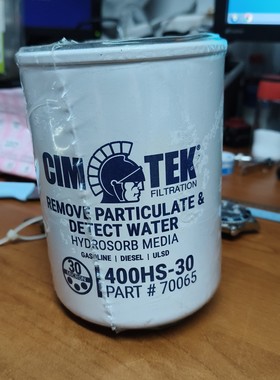 CIM TEK®
FILTRATION
REMOVE PARTICULATE &
DETECT WATER
HYDROSORB MEDIA
GASOLINE | DIESEL | ULSD
30
400HS-30
PART # 70065